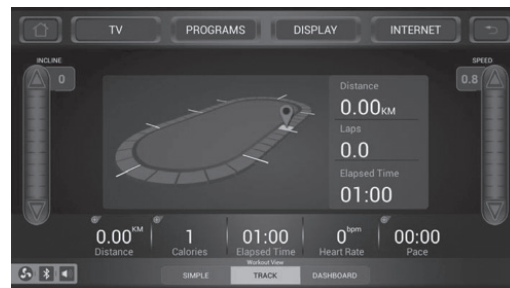 TV PROGRAMS DISPLAY INTERNET
INCLINE SPEED
0 0.8
Distance
0.00KM
Laps
0.0
Elapsed Time
01:00
0.00KM 1 01:00 0bpm 00:00
Distance Calories Elapsed Time Heart Rate Pace
Workout View
SIMPLE TRACK DASHBOARD